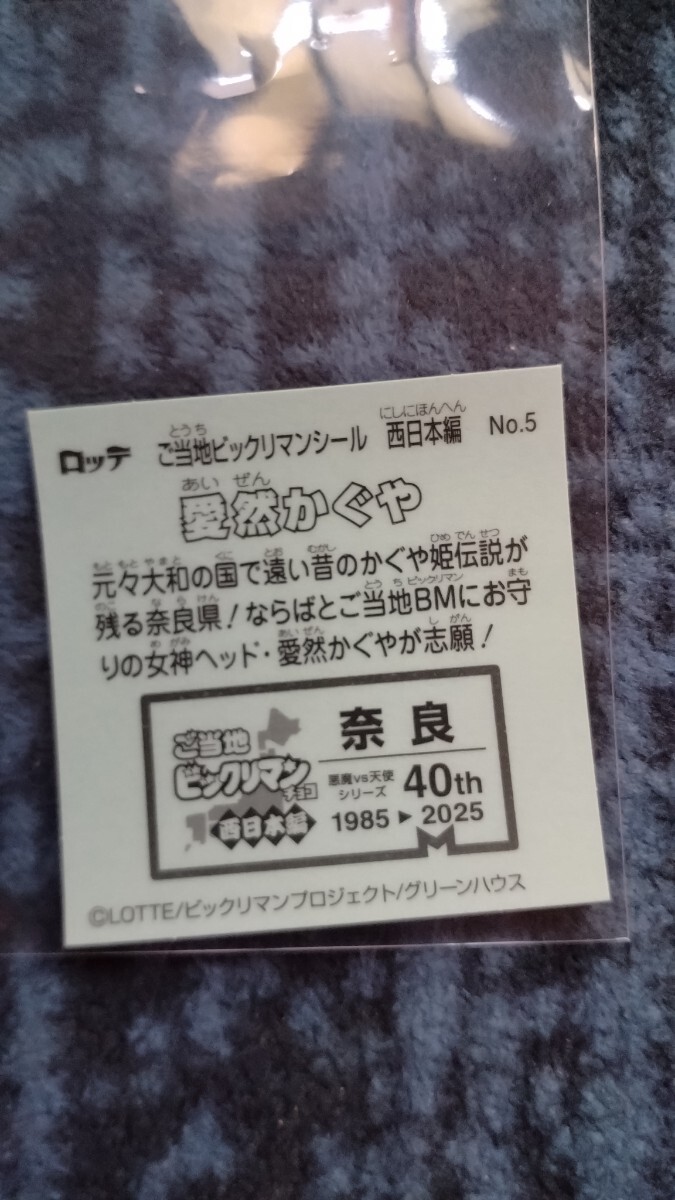 ロッテ ご当地ビックリマンシール 西日本編 No.5
とうち にしにほんへん
あい ぜん
愛然かぐや
もともと やまと くに とお むかし ひめ でん せつ
元々大和の国で遠い昔のかぐや姫伝説が
のこ な ら けん とう ち ビックリマン まも
残る奈良県！ならばとご当地BMにお守
め がみ あいぜん し がん
りの女神ヘッド・愛然かぐやが志願！
ご当地
ビックリマン
チョコ
西日本編
奈良
悪魔vs天使
シリーズ 40th
1985 ▶ 2025
©LOTTE/ビックリマンプロジェクト/グリーンハウス